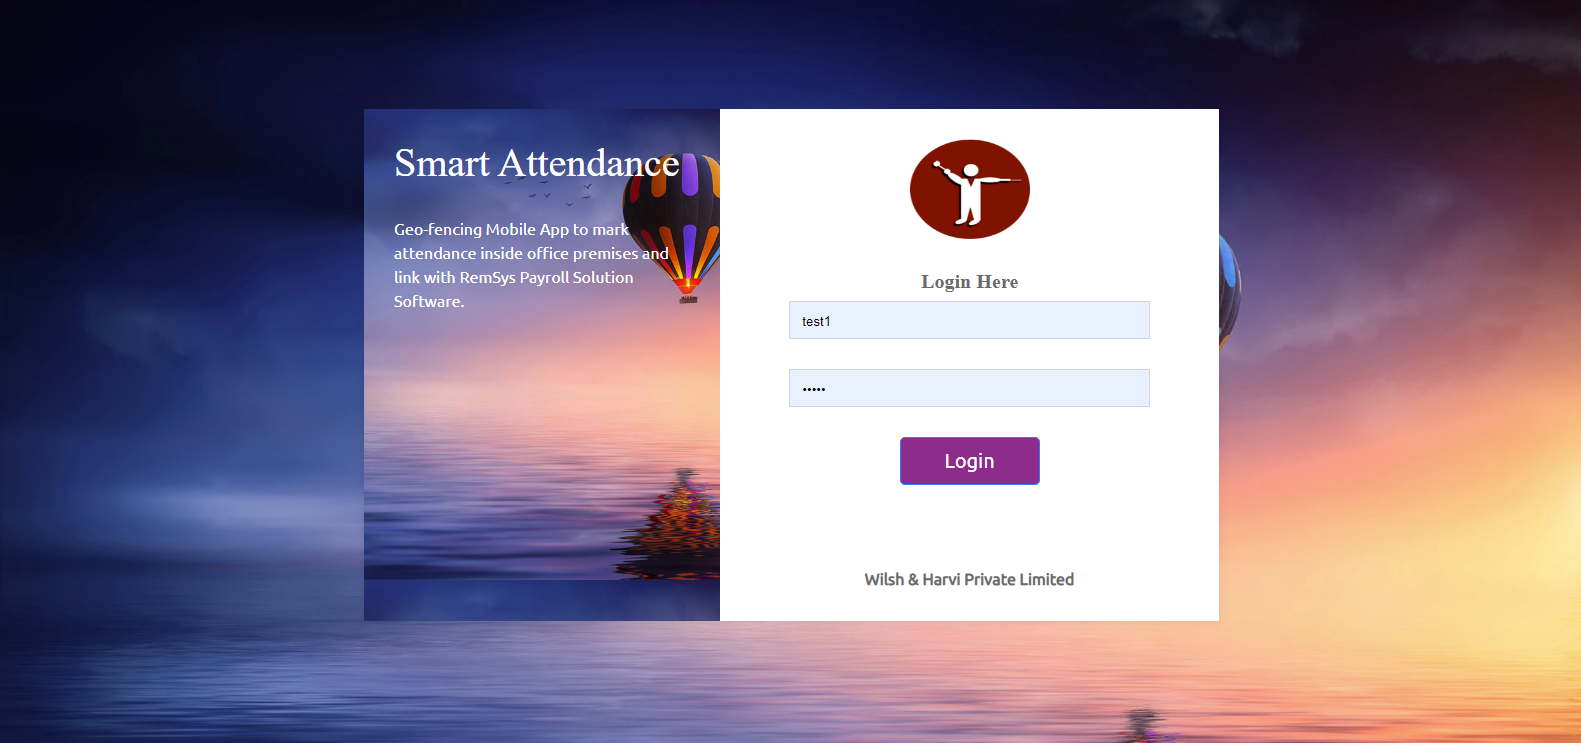 Smart Attendance
Geo-fencing Mobile App to mark
attendance inside office premises and
link with RemSys Payroll Solution
Software.
Login Here
test1
•••••
Login
Wilsh & Harvi Private Limited